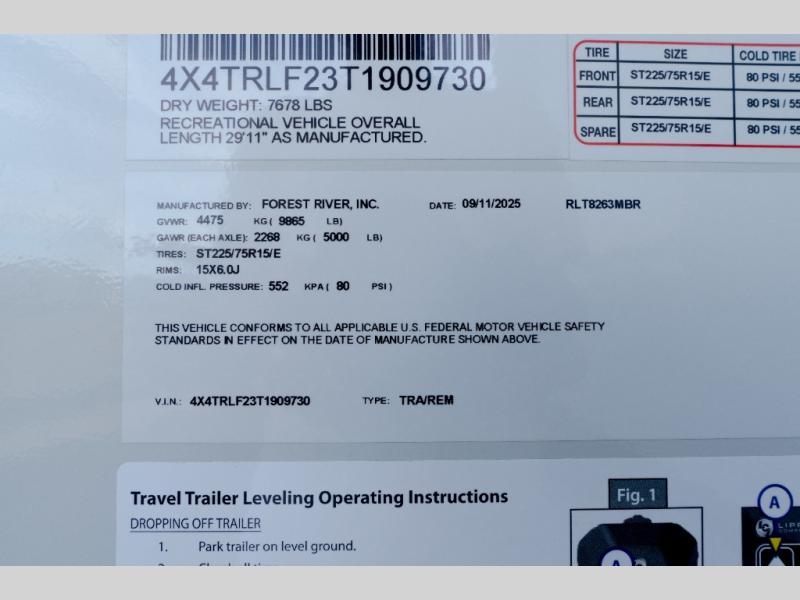 4X4TRLF23T1909730
DRY WEIGHT: 7678 LBS
RECREATIONAL VEHICLE OVERALL
LENGTH 29'11" AS MANUFACTURED.
TIRE SIZE COLD TIRE
FRONT ST225/75R15/E 80 PSI / 55
REAR ST225/75R15/E 80 PSI / 55
SPARE ST225/75R15/E 80 PSI / 55
MANUFACTURED BY: FOREST RIVER, INC. DATE: 09/11/2025 RLT8263MBR
GVWR: 4475 KG ( 9865 LB)
GAWR (EACH AXLE): 2268 KG ( 5000 LB)
TIRES: ST225/75R15/E
RIMS: 15X6.0J
COLD INFL. PRESSURE: 552 KPA ( 80 PSI )
THIS VEHICLE CONFORMS TO ALL APPLICABLE U.S. FEDERAL MOTOR VEHICLE SAFETY
STANDARDS IN EFFECT ON THE DATE OF MANUFACTURE SHOWN ABOVE.
V.I.N.: 4X4TRLF23T1909730 TYPE: TRA/REM
Travel Trailer Leveling Operating Instructions
DROPPING OFF TRAILER
1. Park trailer on level ground.
Fig. 1
A
A